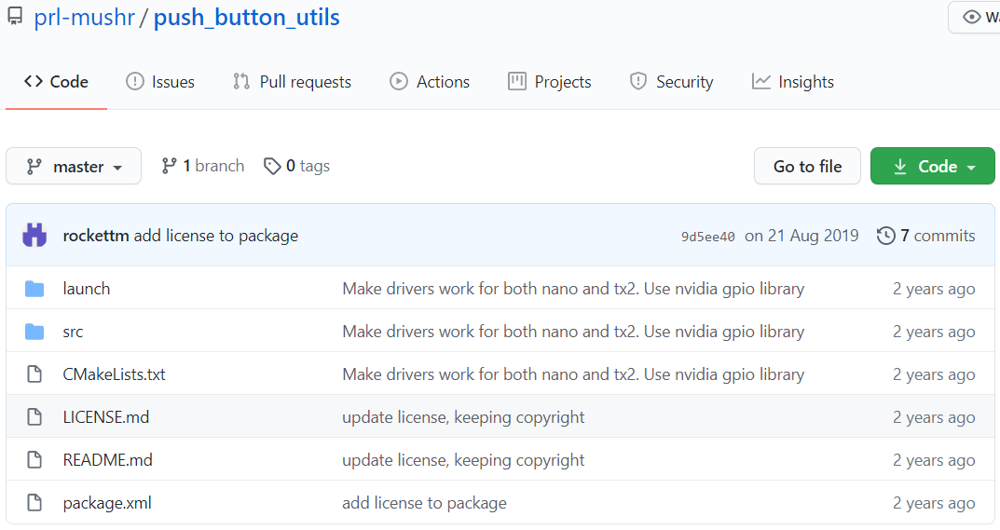 prl-mushr / push_button_utils
Code Issues Pull requests Actions Projects Security Insights
master 1 branch 0 tags Go to file Code
rockettm add license to package 9d5ee40 on 21 Aug 2019 7 commits
launch Make drivers work for both nano and tx2. Use nvidia gpio library 2 years ago
src Make drivers work for both nano and tx2. Use nvidia gpio library 2 years ago
CMakeLists.txt Make drivers work for both nano and tx2. Use nvidia gpio library 2 years ago
LICENSE.md update license, keeping copyright 2 years ago
README.md update license, keeping copyright 2 years ago
package.xml add license to package 2 years ago